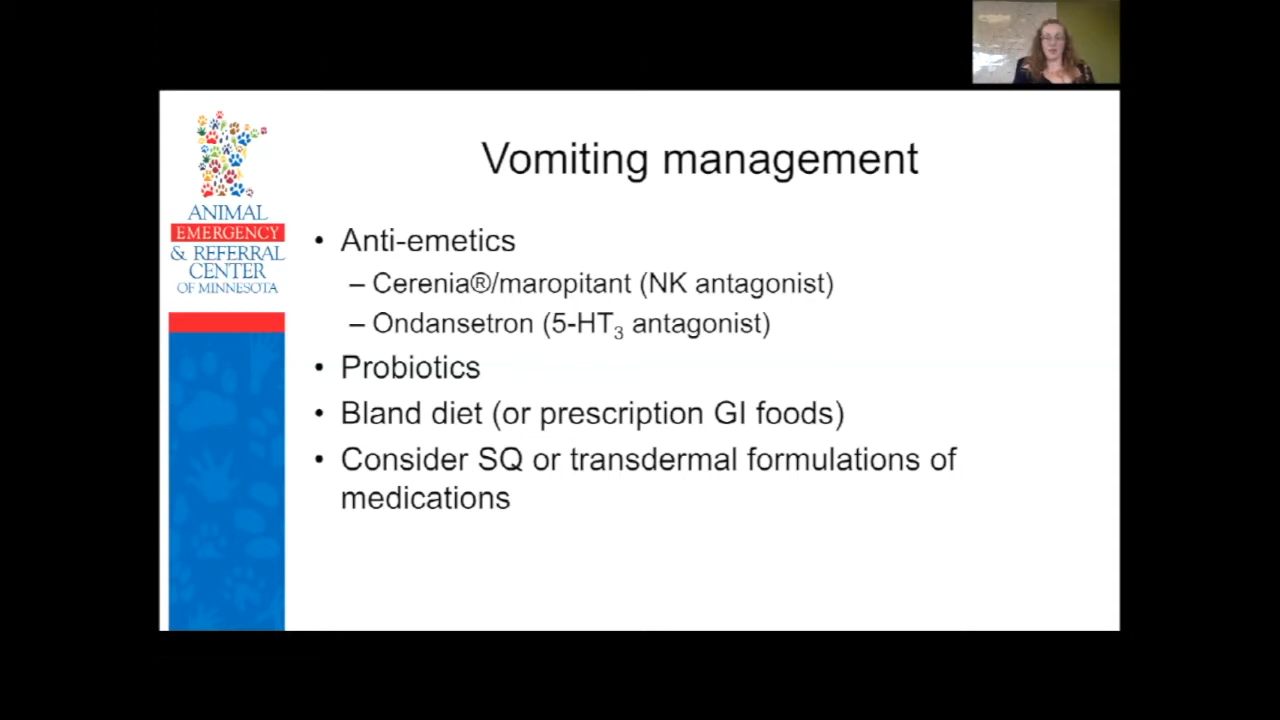 Vomiting management
ANIMAL
EMERGENCY
& REFERRAL
CENTER
OF MINNESOTA
• Anti-emetics
– Cerenia®/maropitant (NK antagonist)
– Ondansetron (5-HT₃ antagonist)
• Probiotics
• Bland diet (or prescription GI foods)
• Consider SQ or transdermal formulations of
medications